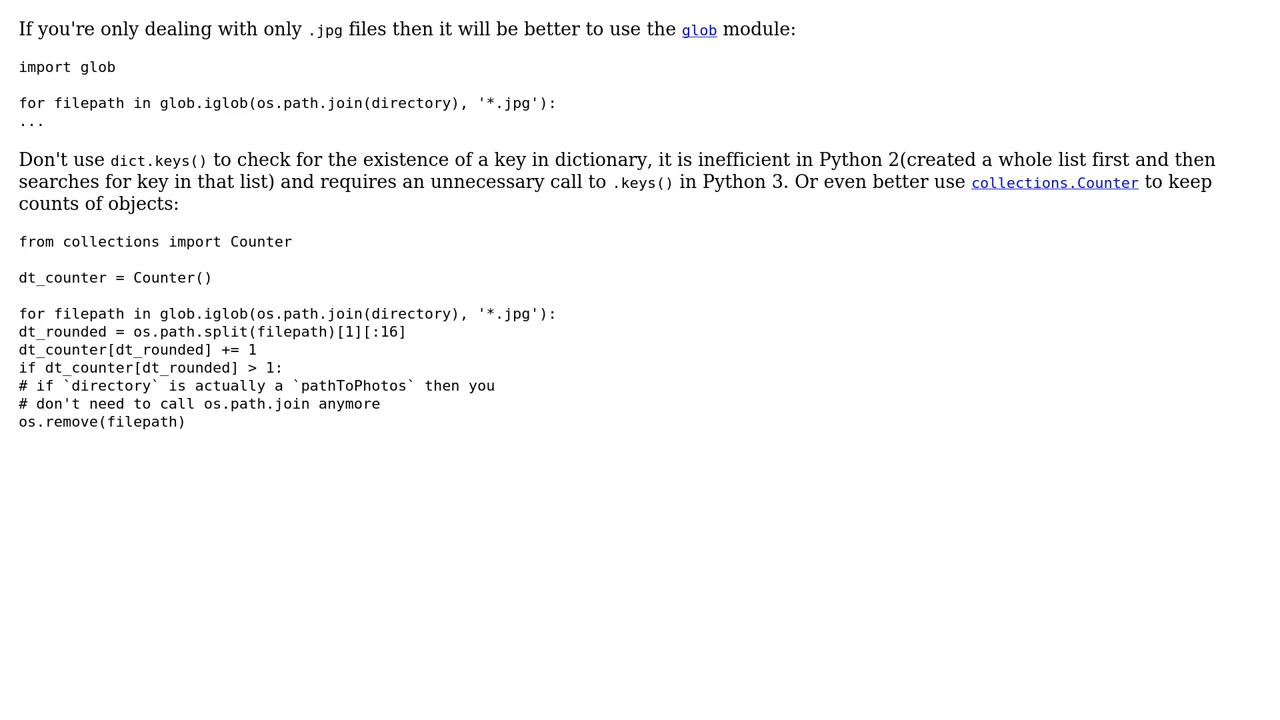 If you're only dealing with only .jpg files then it will be better to use the glob module:
import glob
for filepath in glob.iglob(os.path.join(directory), '*.jpg'):
...
Don't use dict.keys() to check for the existence of a key in dictionary, it is inefficient in Python 2(created a whole list first and then
searches for key in that list) and requires an unnecessary call to .keys() in Python 3. Or even better use collections.Counter to keep
counts of objects:
from collections import Counter
dt_counter = Counter()
for filepath in glob.iglob(os.path.join(directory), '*.jpg'):
dt_rounded = os.path.split(filepath)[1][:16]
dt_counter[dt_rounded] += 1
if dt_counter[dt_rounded] > 1:
# if `directory` is actually a `pathToPhotos` then you
# don't need to call os.path.join anymore
os.remove(filepath)